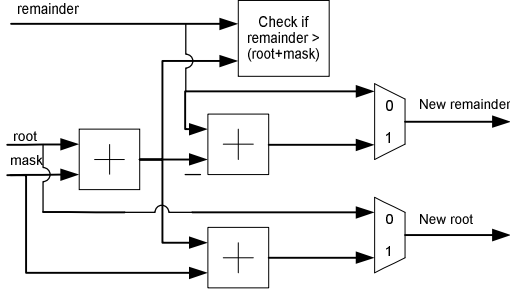 remainder
Check if
remainder >
(root+mask)
0
New remainder
1
root
mask
0
New root
1